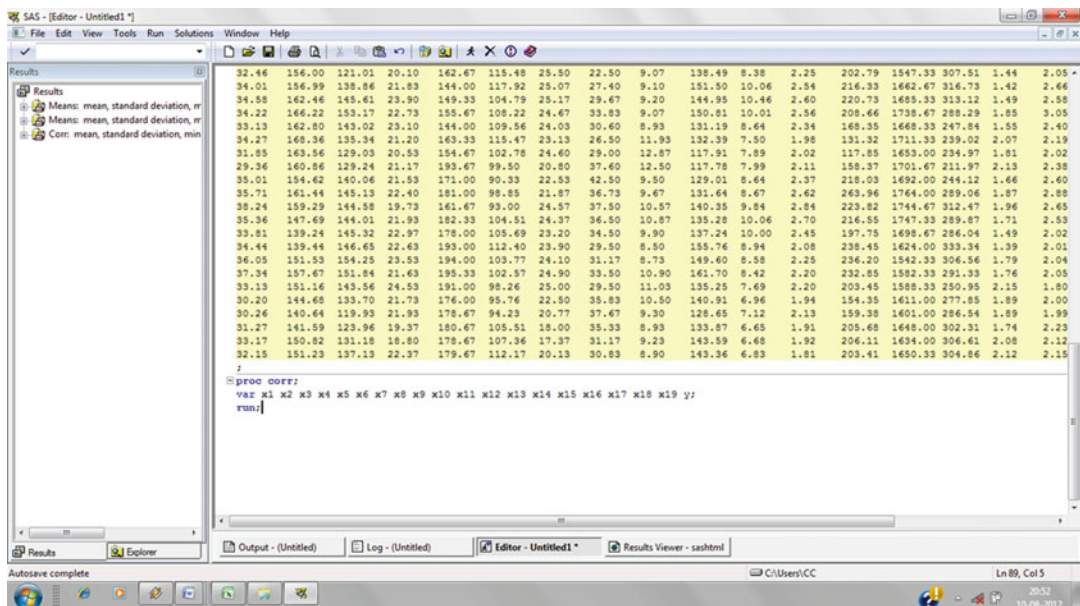 SAS - [Editor - Untitled1 *]
File Edit View Tools Run Solutions Window Help
Results
Results
Means: mean, standard deviation, m
Means: mean, standard deviation, m
Corr: mean, standard deviation, min
32.46 156.00 121.01 20.10 162.67 115.48 25.50 22.50 9.07 138.49 8.38 2.25 202.79 1547.33 307.51 1.44 2.05
34.01 156.99 138.86 21.83 144.00 117.92 25.07 27.40 9.10 151.50 10.06 2.54 216.33 1662.67 316.73 1.42 2.66
34.58 162.46 145.61 23.90 149.33 104.79 25.17 29.67 9.20 144.95 10.46 2.60 220.73 1685.33 313.12 1.49 2.58
34.22 166.22 153.17 22.73 155.67 108.22 24.67 33.83 9.07 150.81 10.01 2.56 208.66 1738.67 288.29 1.85 3.05
33.13 162.80 143.02 23.10 144.00 109.56 24.03 30.60 8.93 131.19 8.64 2.34 168.35 1668.33 247.84 1.55 2.40
34.27 168.36 135.34 21.20 163.33 115.47 23.13 26.50 11.93 132.39 7.50 1.98 131.32 1711.33 239.02 2.07 2.19
31.85 163.56 129.03 20.53 154.67 102.78 24.60 29.00 12.87 117.91 7.89 2.02 117.85 1653.00 234.97 1.81 2.02
29.36 160.86 129.24 21.17 193.67 99.50 20.80 37.60 12.50 117.78 7.99 2.11 158.37 1701.67 211.97 2.13 2.38
35.01 154.62 140.06 21.53 171.00 90.33 22.53 42.50 9.50 129.01 8.64 2.37 218.03 1692.00 244.12 1.66 2.60
35.71 161.44 145.13 22.40 181.00 98.85 21.87 36.73 9.67 131.64 8.67 2.62 263.96 1764.00 289.06 1.87 2.88
38.24 159.29 144.58 19.73 161.67 93.00 24.57 37.50 10.57 140.35 9.84 2.84 223.82 1744.67 312.47 1.96 2.65
35.36 147.69 144.01 21.93 182.33 104.51 24.37 36.50 10.87 135.28 10.06 2.70 216.55 1747.33 289.87 1.71 2.53
33.81 139.24 145.32 22.97 178.00 105.69 23.20 34.50 9.90 137.24 10.00 2.45 197.75 1698.67 286.04 1.49 2.02
34.44 139.44 146.65 22.63 193.00 112.40 23.90 29.50 8.50 155.76 8.94 2.08 238.45 1624.00 333.34 1.39 2.01
36.05 151.53 154.25 23.53 194.00 103.77 24.10 31.17 8.73 149.60 8.58 2.25 236.20 1542.33 306.56 1.79 2.04
37.34 157.67 151.84 21.63 195.33 102.57 24.90 33.50 10.90 161.70 8.42 2.20 232.85 1582.33 291.33 1.76 2.05
33.13 151.16 143.56 24.53 191.00 98.26 25.00 29.50 11.03 135.25 7.69 2.20 203.45 1588.33 250.95 2.15 1.80
30.20 144.68 133.70 21.73 176.00 95.76 22.50 35.83 10.50 140.91 6.96 1.94 154.35 1611.00 277.85 1.89 2.00
30.26 140.64 119.93 21.93 178.67 94.23 20.77 37.67 9.30 128.65 7.12 2.13 159.38 1601.00 286.54 1.89 1.99
31.27 141.59 123.96 19.37 180.67 105.51 18.00 35.33 8.93 133.87 6.65 1.91 205.68 1648.00 302.31 1.74 2.23
33.17 150.82 131.18 18.80 178.67 107.36 17.37 31.17 9.23 143.59 6.68 1.92 206.11 1634.00 306.61 2.08 2.12
32.15 151.23 137.13 22.37 179.67 112.17 20.13 30.83 8.90 143.36 6.83 1.81 203.41 1650.33 304.86 2.12 2.15
;
proc corr;
var x1 x2 x3 x4 x5 x6 x7 x8 x9 x10 x11 x12 x13 x14 x15 x16 x17 x18 x19 y;
run;
Results Explorer Output - (Untitled) Log - (Untitled) Editor - Untitled1 * Results Viewer - sashtml
Autosave complete C:\Users\CC Ln 89, Col 5
20:52
10-08-2012